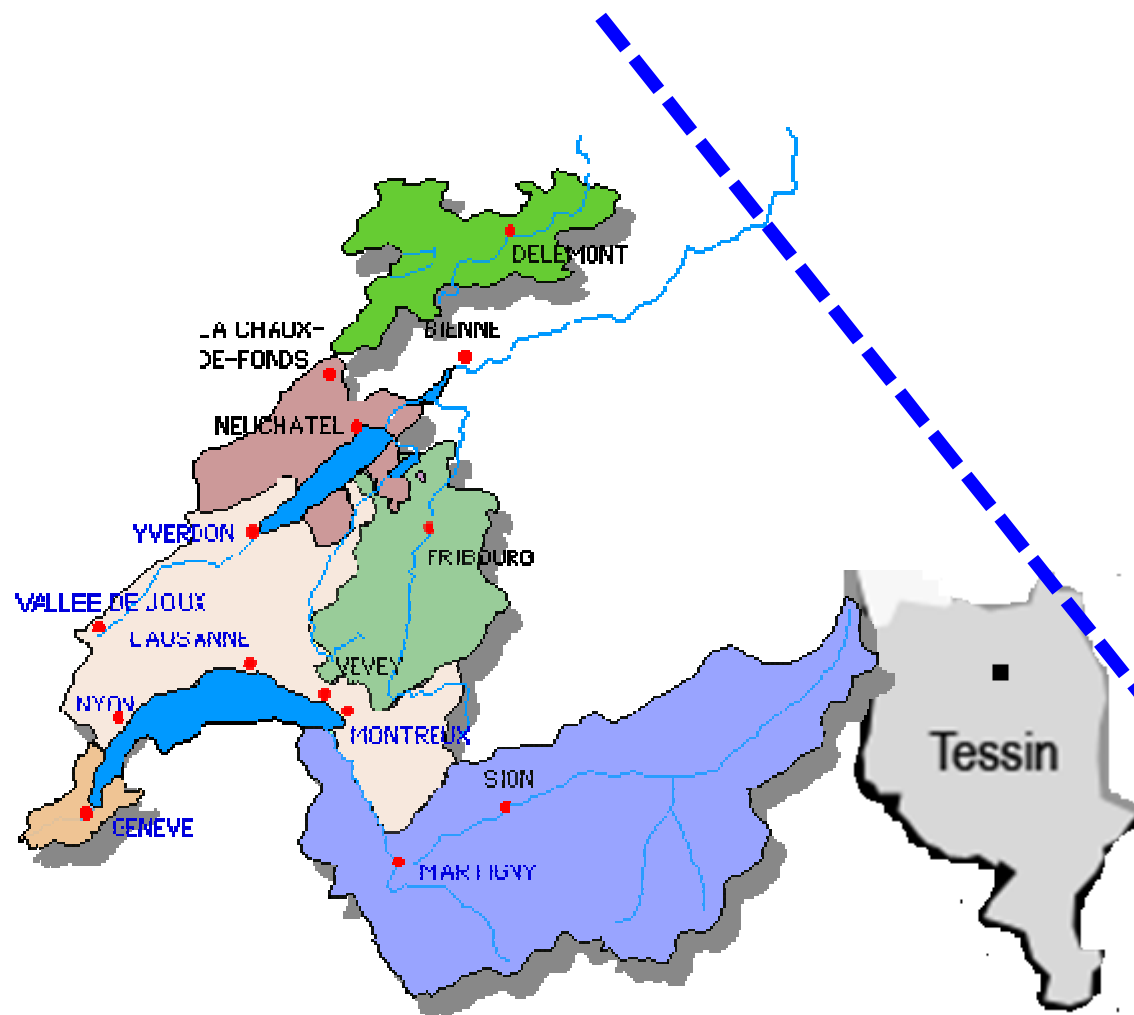 DELEMONT
LA CHAUX-
BIENNE
DE-FONDS
NEUCHATEL
YVERDON
FRIBOURG
VALLEE DE JOUX
LAUSANNE
VEVEY
NYON
MONTREUX
Tessin
SION
GENEVE
MARTIGNY